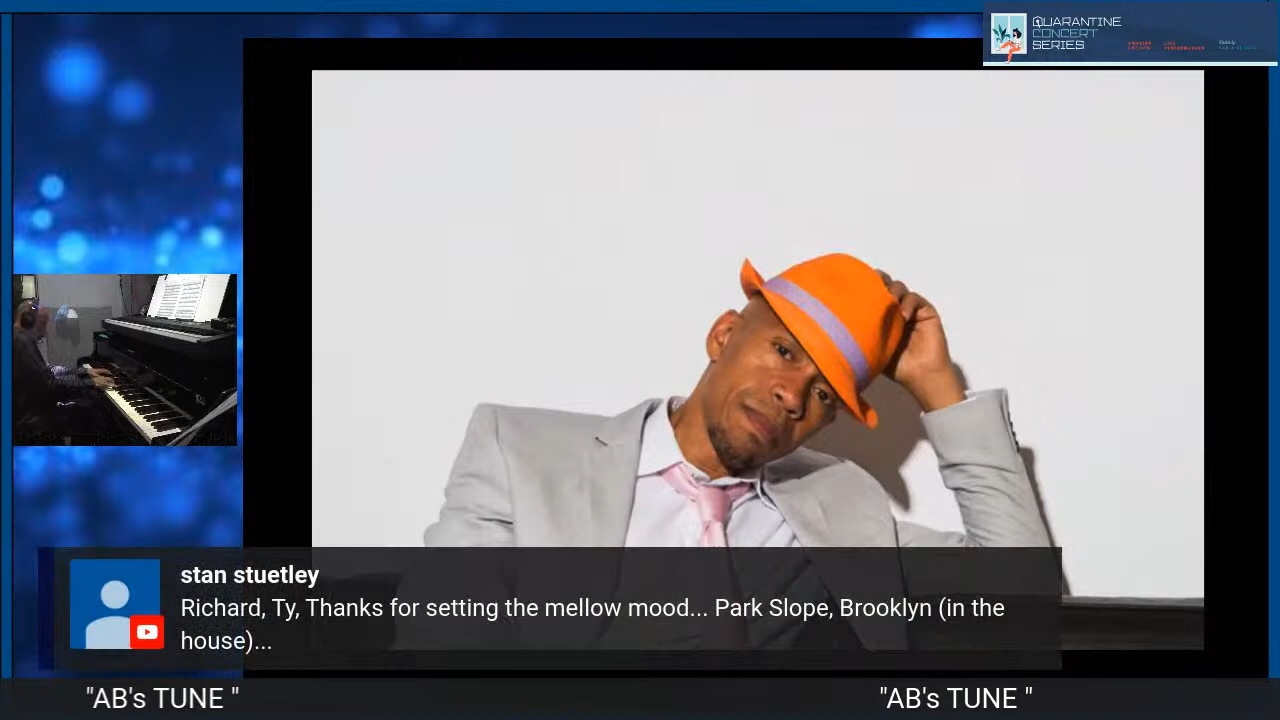 QUARANTINE
CONCERT
SERIES
stan stuetley
Richard, Ty, Thanks for setting the mellow mood... Park Slope, Brooklyn (in the
house)...
"AB's TUNE " "AB's TUNE "